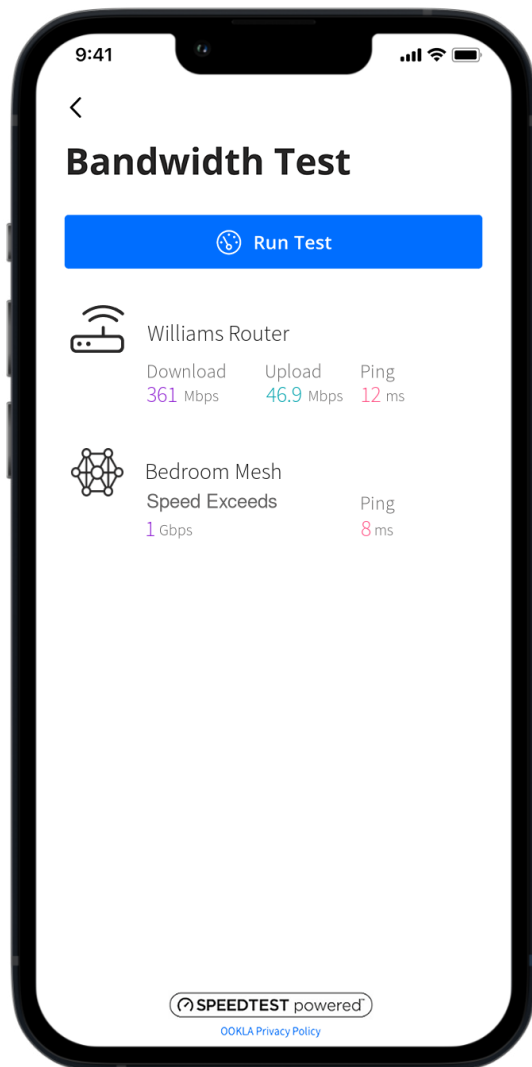 9:41
Bandwidth Test
Run Test
Williams Router
Download Upload Ping
361 Mbps 46.9 Mbps 12 ms
Bedroom Mesh
Speed Exceeds Ping
1 Gbps 8 ms
SPEEDTEST powered™
OOKLA Privacy Policy